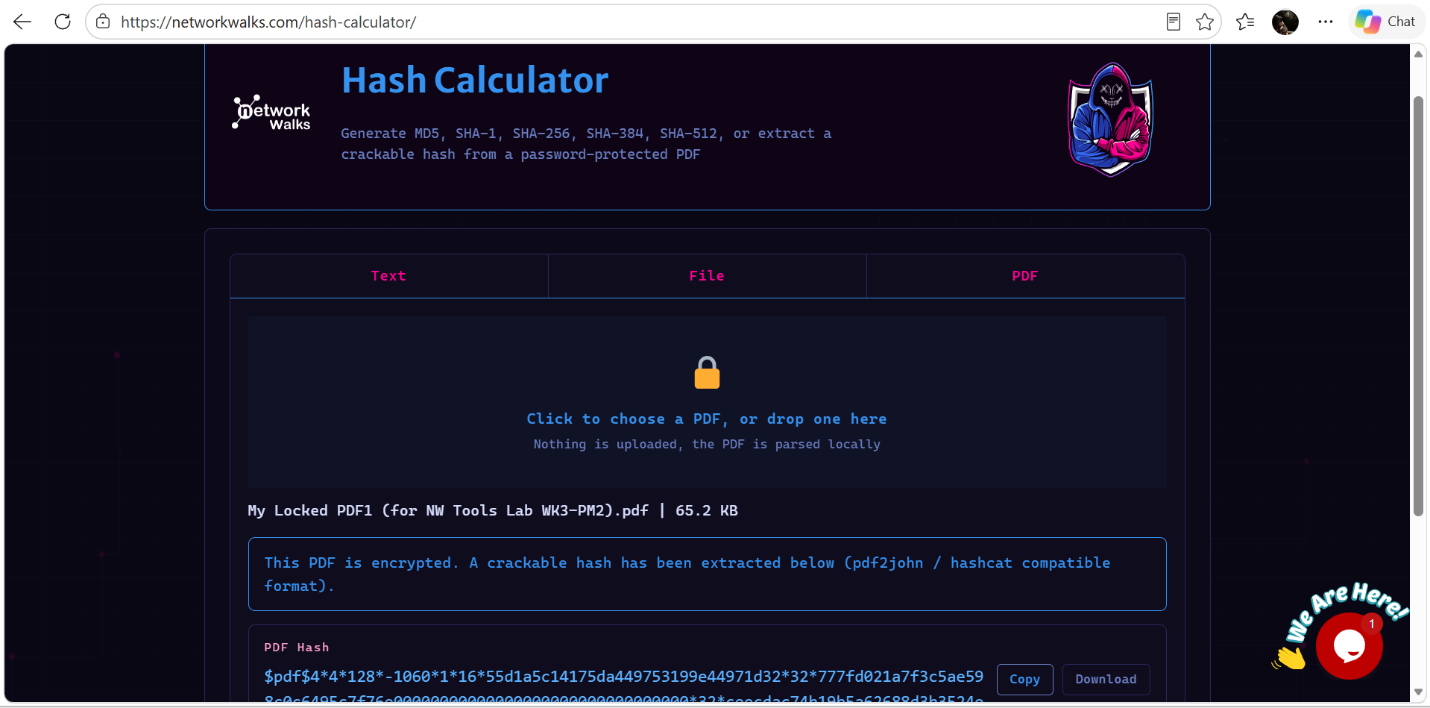 https://networkwalks.com/hash-calculator/
Chat
network
Walks
Hash Calculator
Generate MD5, SHA-1, SHA-256, SHA-384, SHA-512, or extract a
crackable hash from a password-protected PDF
Text
File
PDF
Click to choose a PDF, or drop one here
Nothing is uploaded, the PDF is parsed locally
My Locked PDF1 (for NW Tools Lab WK3-PM2).pdf | 65.2 KB
This PDF is encrypted. A crackable hash has been extracted below (pdf2john / hashcat compatible
format).
PDF Hash
$pdf$4*4*128*-1060*1*16*55d1a5c14175da449753199e44971d32*32*777fd021a7f3c5ae59
Copy
Download
We Are Here!
1